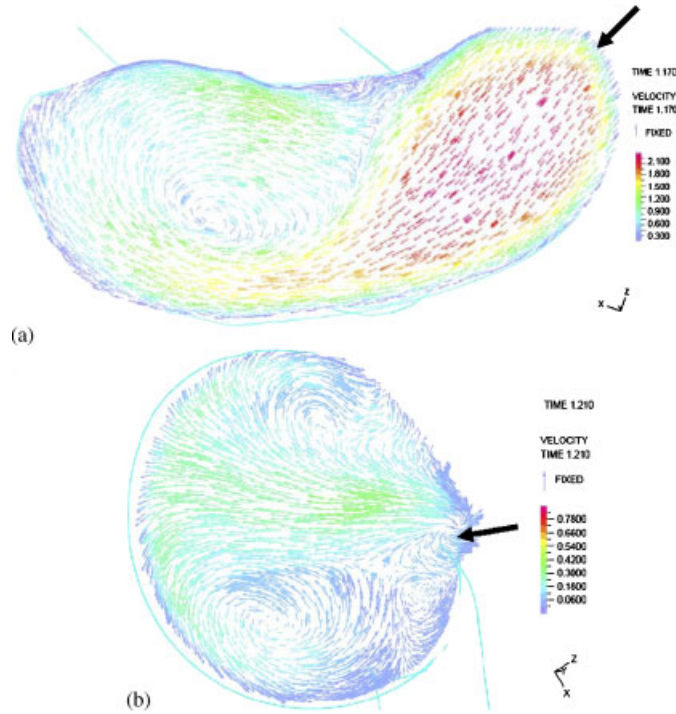 TIME 1.170
VELOCITY
TIME 1.170
FIXED
2.100
1.800
1.500
1.200
0.900
0.600
0.300
z
x
(a)
TIME 1.210
VELOCITY
TIME 1.210
FIXED
0.7800
0.6600
0.5400
0.4200
0.3000
0.1800
0.0600
z
x
(b)